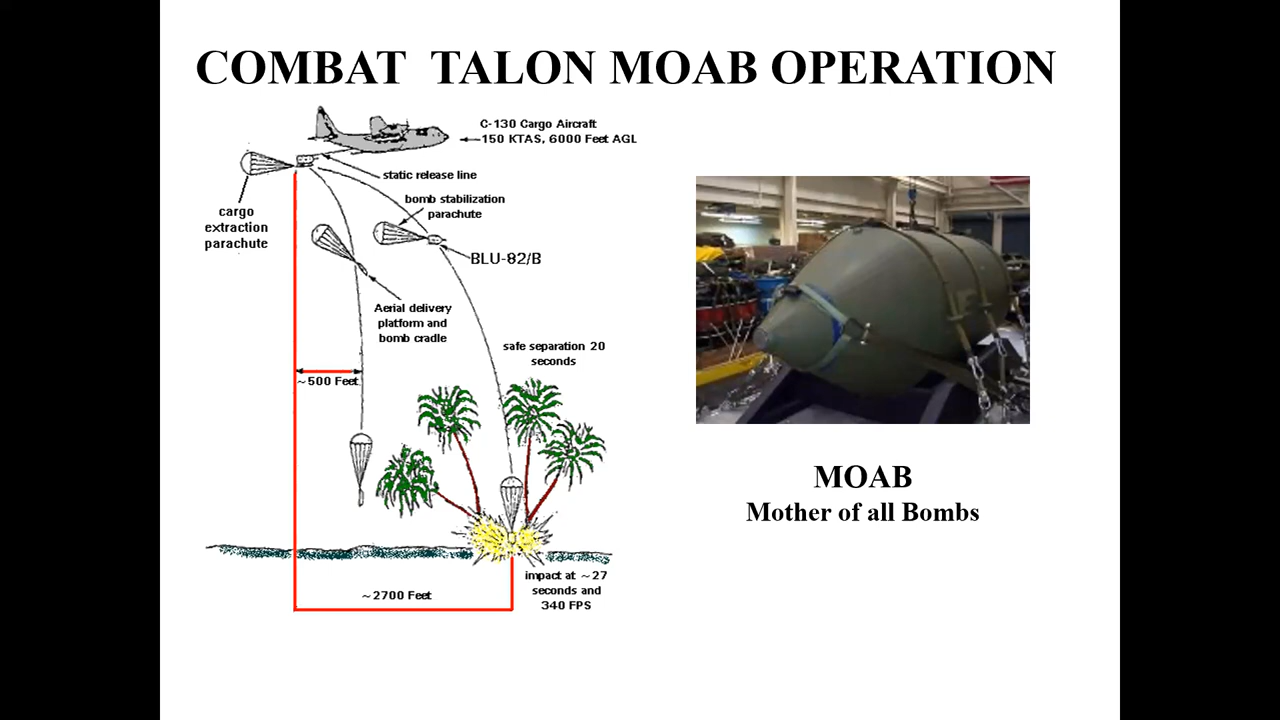 COMBAT TALON MOAB OPERATION
C-130 Cargo Aircraft
150 KTAS, 6000 Feet AGL
static release line
bomb stabilization
parachute
cargo
extraction
parachute
BLU-82/B
Aerial delivery
platform and
bomb cradle
safe separation 20
seconds
~500 Feet
impact at ~27
seconds and
340 FPS
~2700 Feet
MOAB
Mother of all Bombs